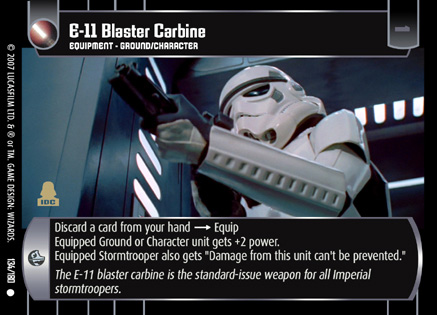 E-11 Blaster Carbine
EQUIPMENT - GROUND/CHARACTER
© 2007 LUCASFILM LTD. & ® or TM. GAME DESIGN: WIZARDS.
134/180
IDC
Discard a card from your hand → Equip
Equipped Ground or Character unit gets +2 power.
Equipped Stormtrooper also gets "Damage from this unit can't be prevented."
The E-11 blaster carbine is the standard-issue weapon for all Imperial
stormtroopers.